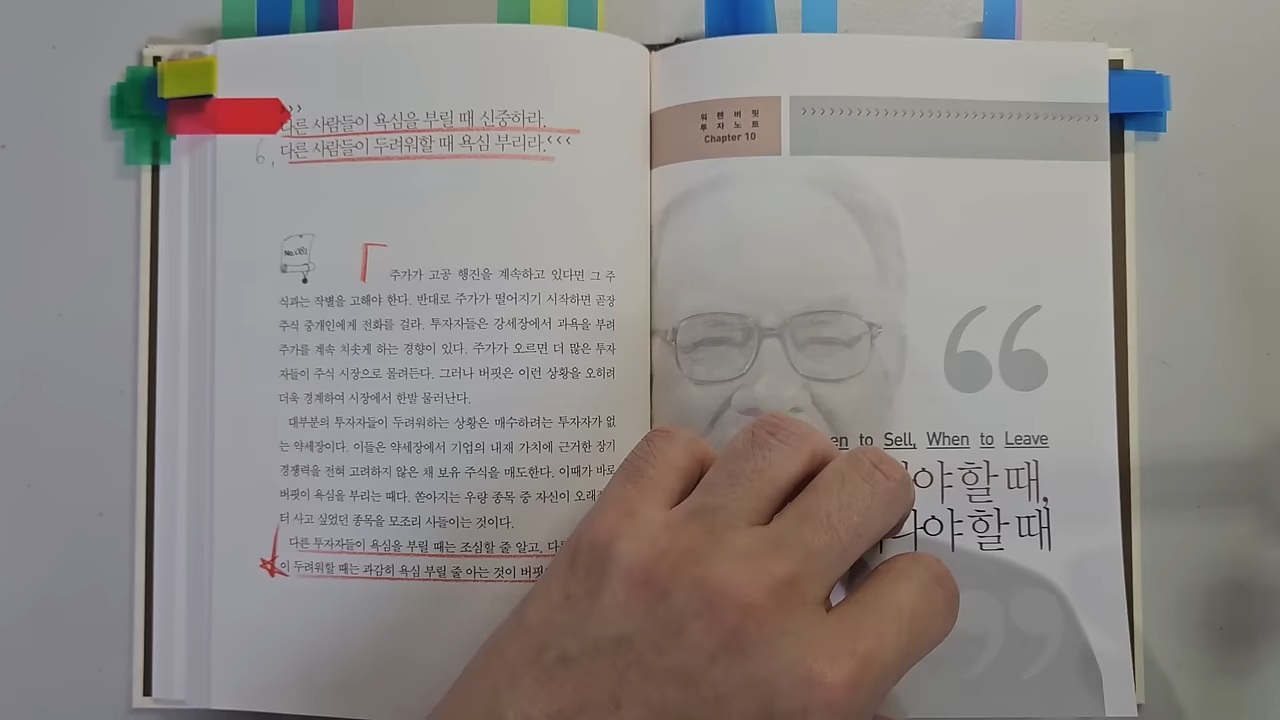 다른 사람들이 욕심을 부릴 때 신중하라.
6, 다른 사람들이 두려워할 때 욕심 부리라.
No.081
주가가 고공 행진을 계속하고 있다면 그 주
식과는 작별을 고해야 한다. 반대로 주가가 떨어지기 시작하면 곧장
주식 중개인에게 전화를 걸라. 투자자들은 강세장에서 과욕을 부려
주가를 계속 치솟게 하는 경향이 있다. 주가가 오르면 더 많은 투자
자들이 주식 시장으로 몰려든다. 그러나 버핏은 이런 상황을 오히려
더욱 경계하여 시장에서 한발 물러난다.
대부분의 투자자들이 두려워하는 상황은 매수하려는 투자자가 없
는 약세장이다. 이들은 약세장에서 기업의 내재 가치에 근거한 장기
경쟁력을 전혀 고려하지 않은 채 보유 주식을 매도한다. 이때가 바로
버핏이 욕심을 부리는 때다. 쏟아지는 우량 종목 중 자신이
터 사고 싶었던 종목을 모조리 사들이는 것이다.
다른 투자자들이 욕심을 부릴 때는 조심할 줄 알고,
이 두려워할 때는 과감히 욕심 부릴 줄 아는 것이
워렌버핏
투자노트
Chapter 10
to Sell, When to Leave
할 때,
할 때